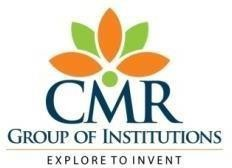 CMR
GROUP OF INSTITUTIONS
EXPLORE TO INVENT